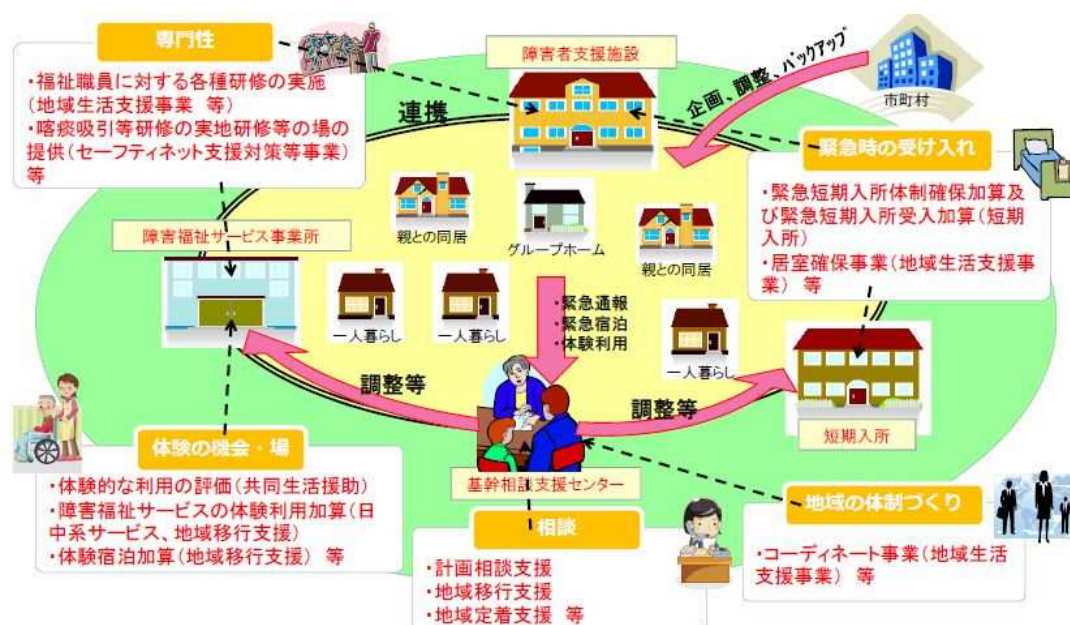 専門性
・福祉職員に対する各種研修の実施
(地域生活支援事業 等)
・喀痰吸引等研修の実地研修等の場の
提供(セーフティネット支援対策等事業)
等
障害者支援施設
連携
企画、調整、バックアップ
市町村
緊急時の受け入れ
・緊急短期入所体制確保加算及
び緊急短期入所受入加算(短期
入所)
・居室確保事業(地域生活支援事
業) 等
障害福祉サービス事業所
親との同居
グループホーム
親との同居
一人暮らし
一人暮らし
・緊急通報
・緊急宿泊
・体験利用
一人暮らし
調整等
調整等
短期入所
基幹相談支援センター
体験の機会・場
・体験的な利用の評価(共同生活援助)
・障害福祉サービスの体験利用加算(日
中系サービス、地域移行支援)
・体験宿泊加算(地域移行支援) 等
相談
・計画相談支援
・地域移行支援
・地域定着支援 等
地域の体制づくり
・コーディネート事業(地域生活
支援事業) 等